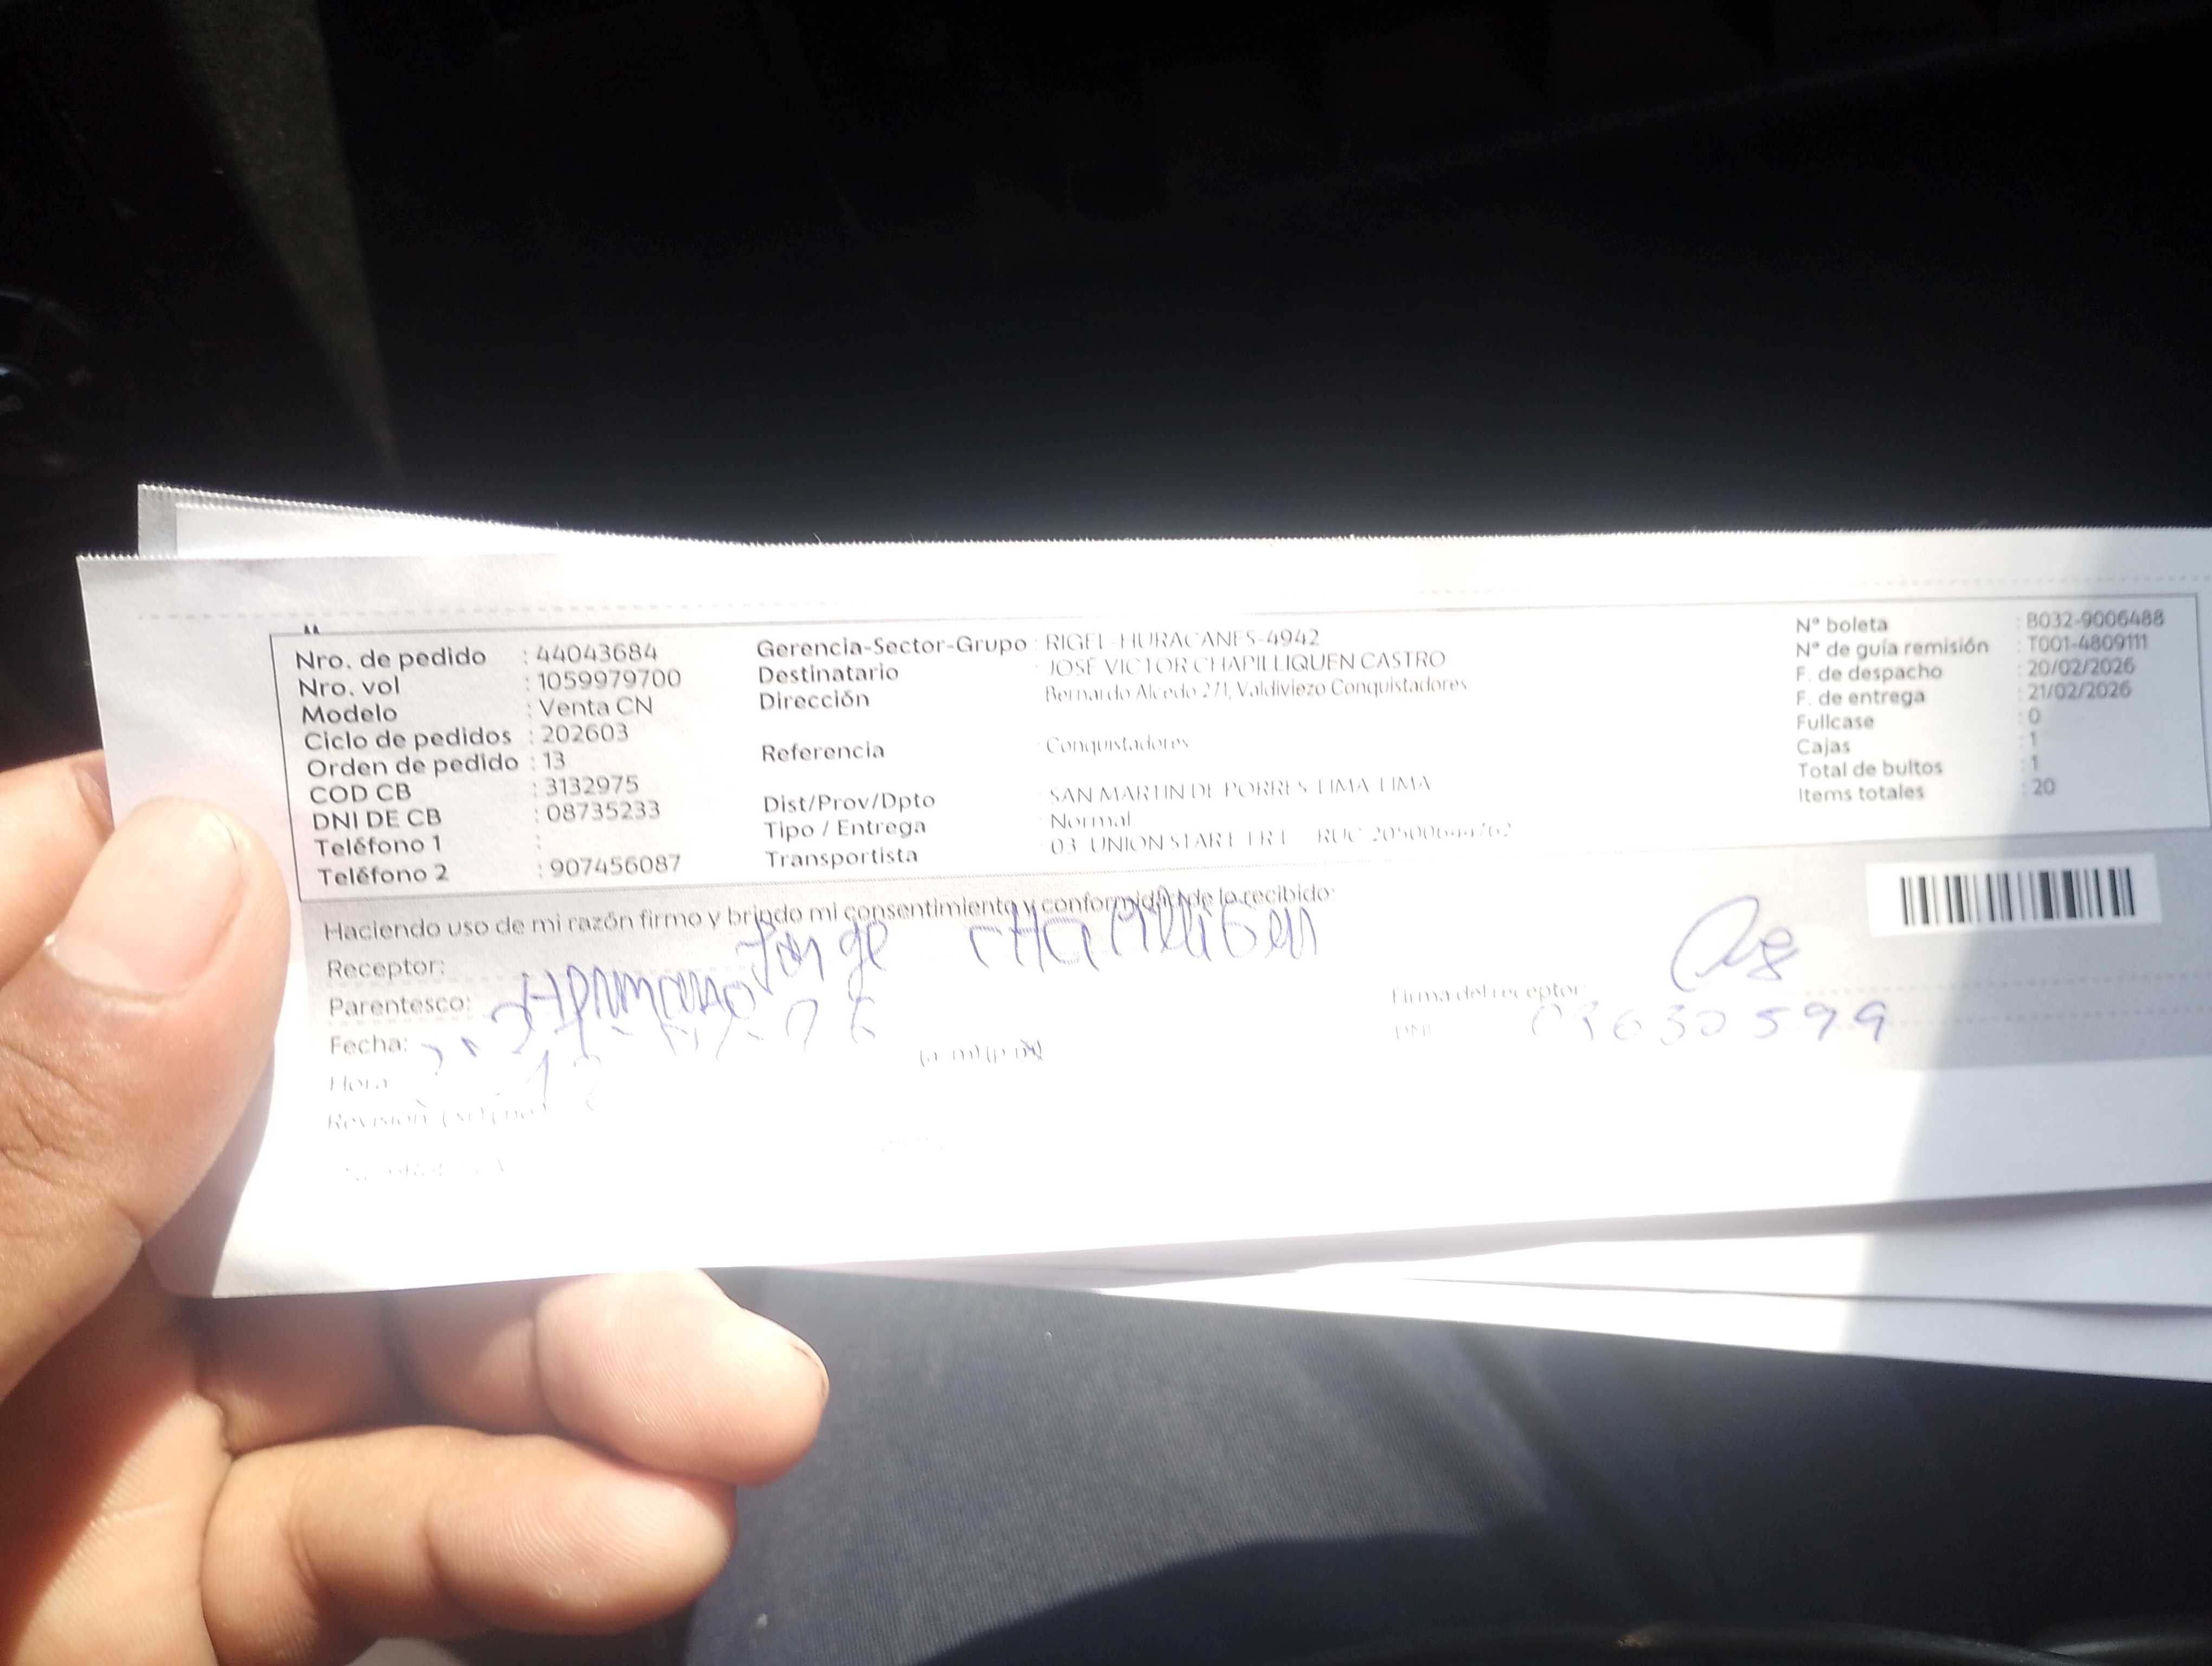 Nro. de pedido : 44043684
Nro. vol : 1059979700
Modelo : Venta CN
Ciclo de pedidos : 202603
Orden de pedido : 13
COD CB : 3132975
DNI DE CB : 08735233
Teléfono 1 :
Teléfono 2 : 907456087
Gerencia-Sector-Grupo : RIGEL-HURACANES-4942
Destinatario : JOSE VICTOR CHAPILLIQUEN CASTRO
Dirección : Bernardo Alcedo 271, Valdiviezo Conquistadores
Referencia : Conquistadores
Dist/Prov/Dpto : SAN MARTIN DE PORRES-LIMA-LIMA
Tipo / Entrega : Normal
Transportista : 03 UNION STAR E.I.R.L RUC
N° boleta : B032-9006488
N° de guía remisión : T001-4809111
F. de despacho : 20/02/2026
F. de entrega : 21/02/2026
Fullcase : 0
Cajas : 1
Total de bultos : 1
Items totales : 20
Haciendo uso de mi razón firmo y brindo mi consentimiento y conformidad de lo recibido:
Receptor: Jorge
Parentesco: Hermano
Fecha:
Hora (a.m) (p.m)
Revisión (si) (no)
Firma del receptor:
DNI